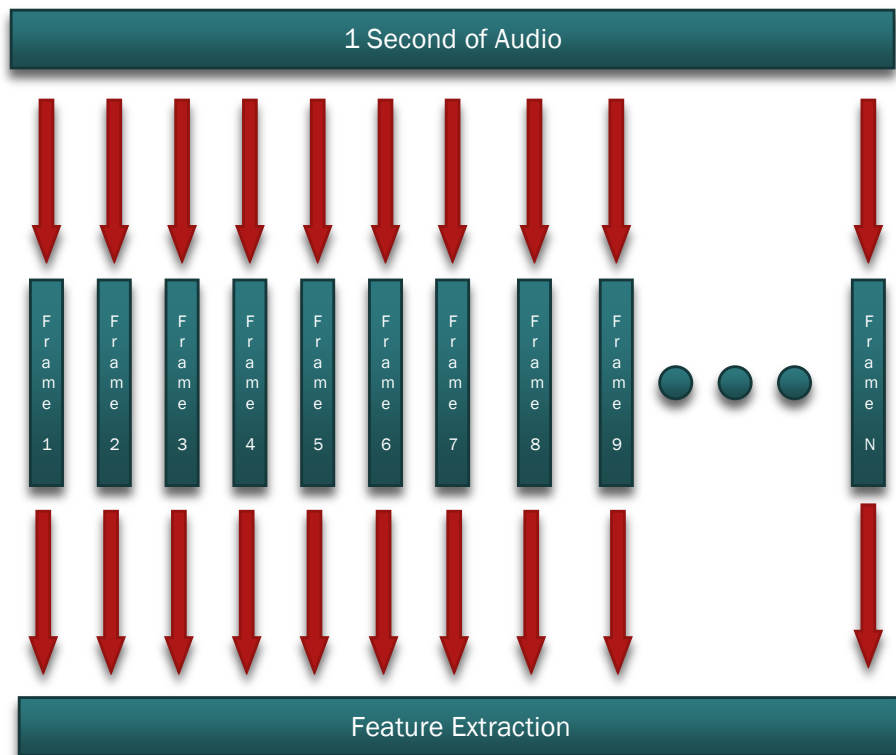 1 Second of Audio
Frame 1
Frame 2
Frame 3
Frame 4
Frame 5
Frame 6
Frame 7
Frame 8
Frame 9
Frame N
Feature Extraction